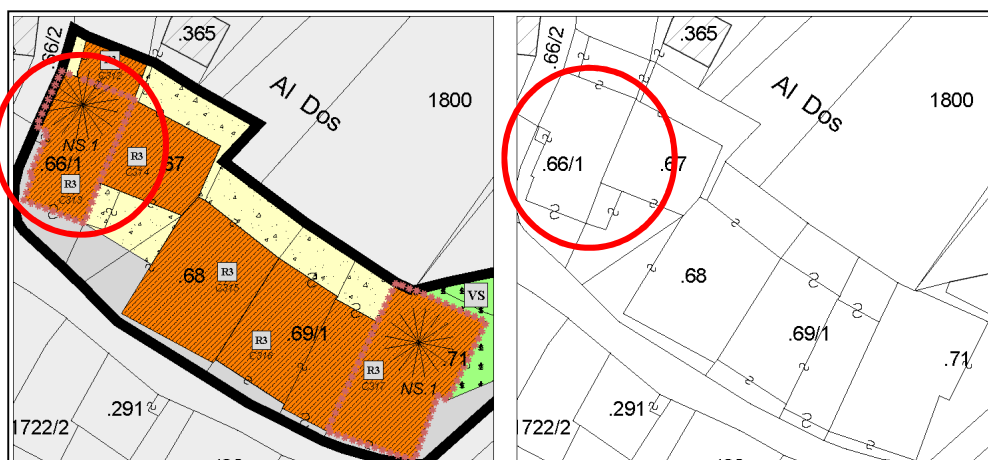 .66/2
.365
Al Dos
1800
C312
NS.1
.66/1
R3
C313
R3
C314
.67
.68
R3
C315
.69/1
R3
C316
R3
C317
NS.1
.71
VS
.291
1722/2
.66/2
.365
Al Dos
1800
.66/1
.67
.68
.69/1
.71
.291
1722/2